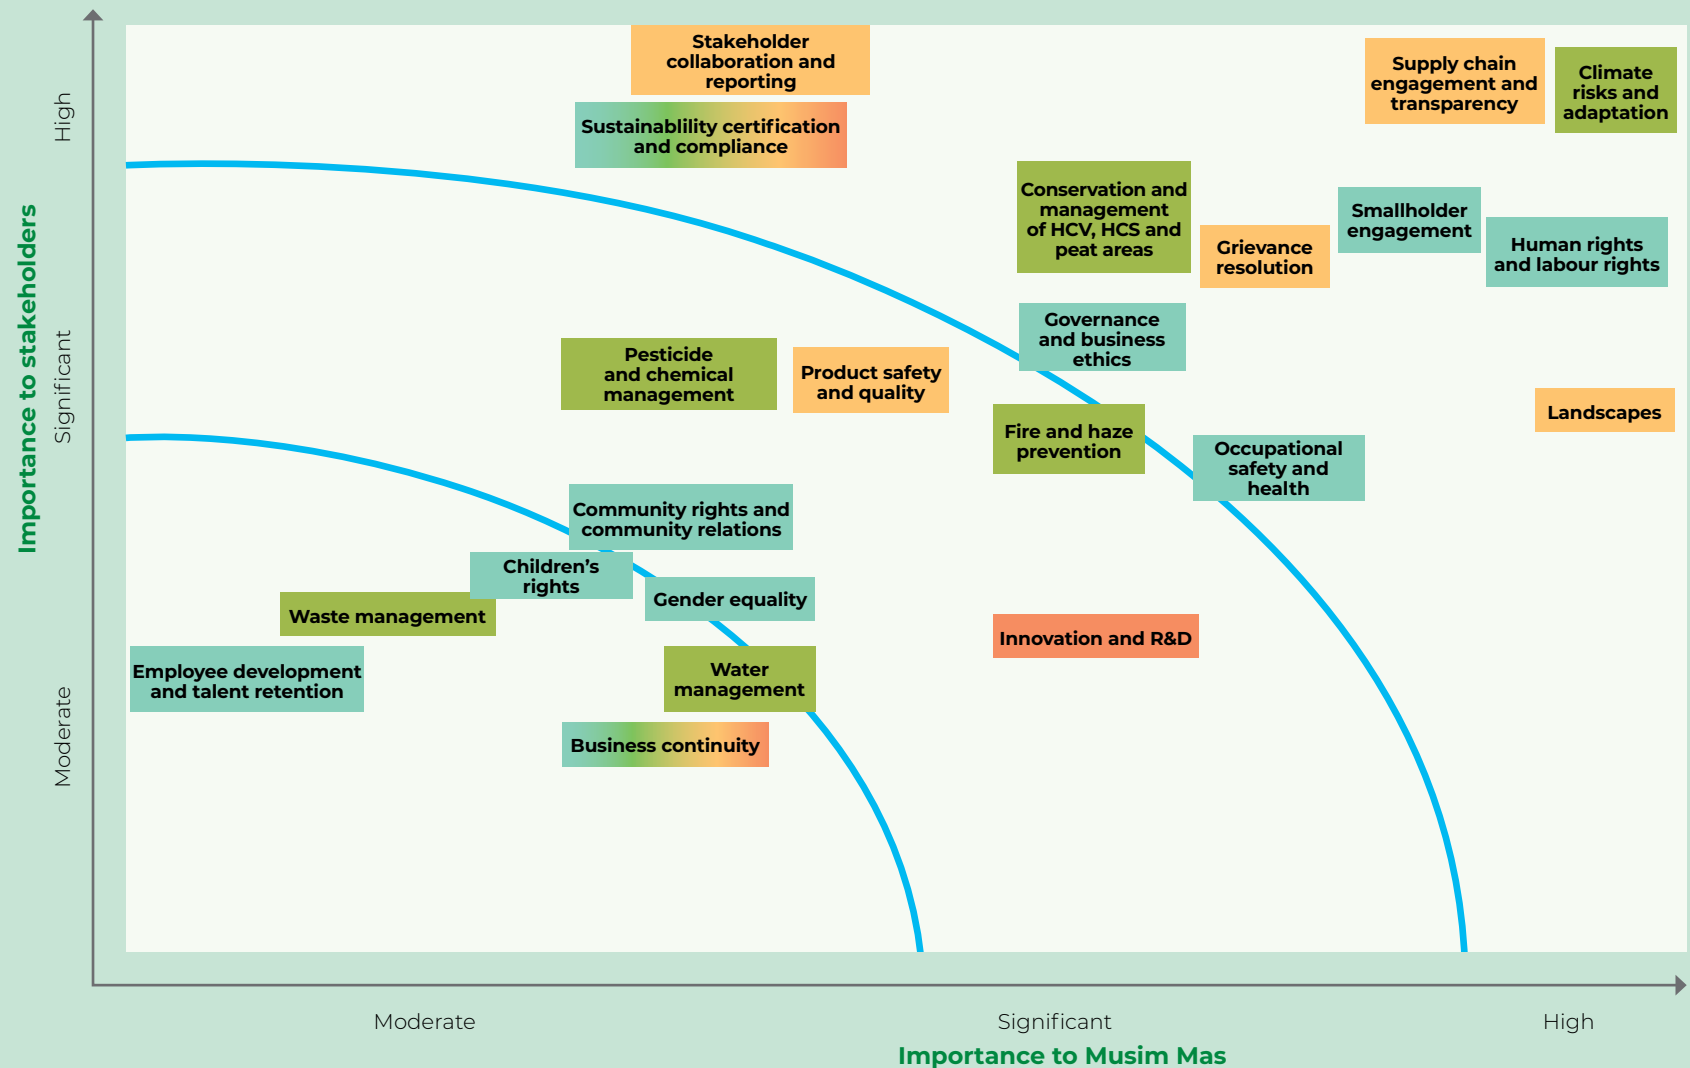 Stakeholder
collaboration and
reporting
Sustainablility certification
and compliance
Supply chain
engagement and
transparency
Climate
risks and
adaptation
Conservation and
management
of HCV, HCS and
peat areas
Grievance
resolution
Smallholder
engagement
Human rights
and labour rights
Governance
and business
ethics
Pesticide
and chemical
management
Product safety
and quality
Landscapes
Fire and haze
prevention
Occupational
safety and
health
Community rights and
community relations
Children’s
rights
Gender equality
Waste management
Innovation and R&D
Employee development
and talent retention
Water
management
Business continuity
High
Significant
Moderate
Importance to stakeholders
Moderate
Significant
High
Importance to Musim Mas